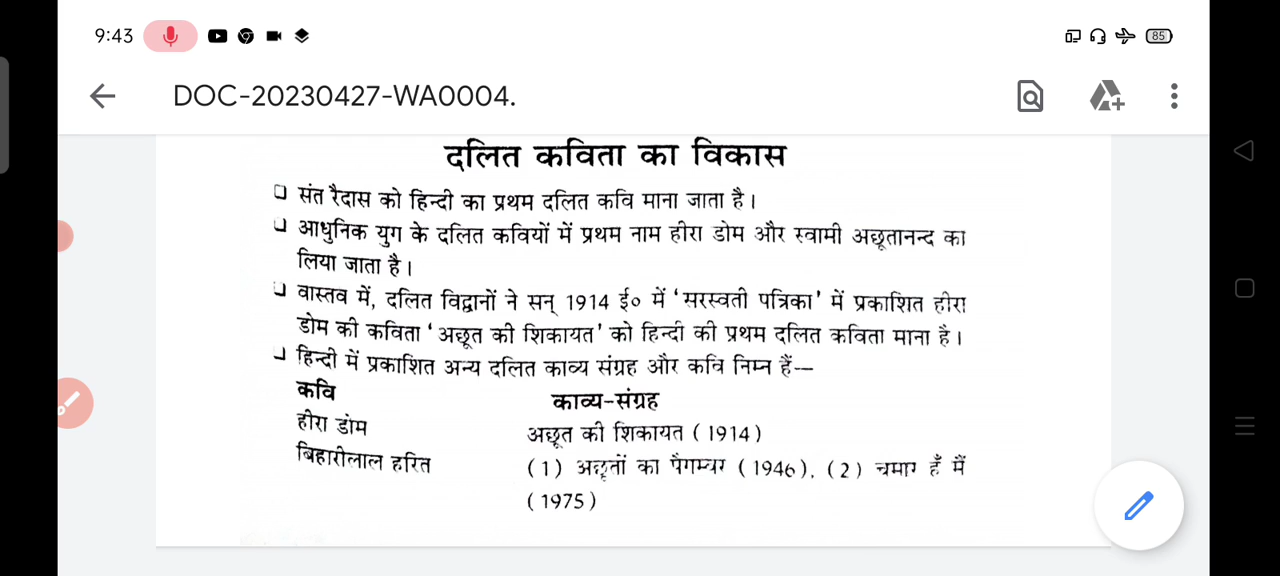 9:43
85
DOC-20230427-WA0004.
दलित कविता का विकास
❑ संत रैदास को हिन्दी का प्रथम दलित कवि माना जाता है।
❑ आधुनिक युग के दलित कवियों में प्रथम नाम हीरा डोम और स्वामी अछूतानन्द का
लिया जाता है।
❑ वास्तव में, दलित विद्वानों ने सन् 1914 ई० में ‘सरस्वती पत्रिका’ में प्रकाशित हीरा
डोम की कविता ‘अछूत की शिकायत’ को हिन्दी की प्रथम दलित कविता माना है।
❑ हिन्दी में प्रकाशित अन्य दलित काव्य संग्रह और कवि निम्न हैं—
कवि काव्य-संग्रह
हीरा डोम अछूत की शिकायत (1914)
बिहारीलाल हरित (1) अछूतों का पैगम्बर (1946), (2) चमार हूँ मैं
(1975)